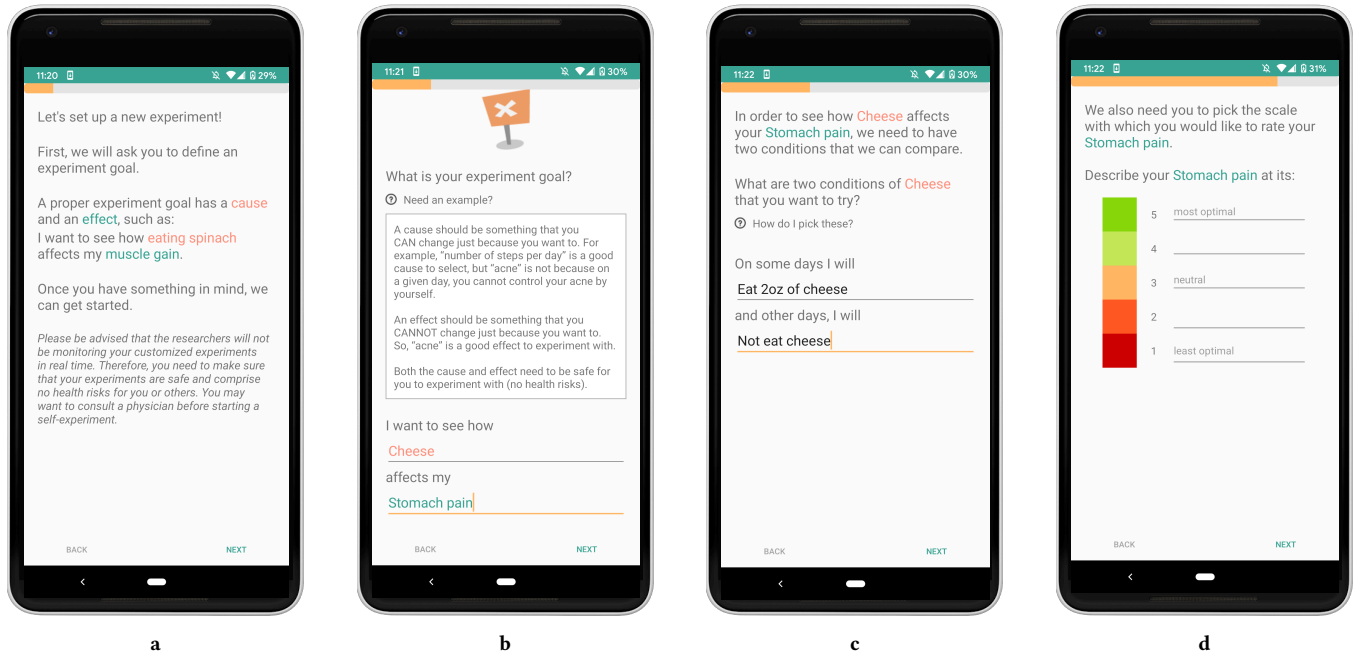 11:20 29%
Let's set up a new experiment!
First, we will ask you to define an
experiment goal.
A proper experiment goal has a cause
and an effect, such as:
I want to see how eating spinach
affects my muscle gain.
Once you have something in mind, we
can get started.
Please be advised that the researchers will not
be monitoring your customized experiments
in real time. Therefore, you need to make sure
that your experiments are safe and comprise
no health risks for you or others. You may
want to consult a physician before starting a
self-experiment.
BACK NEXT
a
11:21 30%
What is your experiment goal?
? Need an example?
A cause should be something that you
CAN change just because you want to. For
example, “number of steps per day” is a good
cause to select, but “acne” is not because on
a given day, you cannot control your acne by
yourself.
An effect should be something that you
CANNOT change just because you want to.
So, “acne” is a good effect to experiment with.
Both the cause and effect need to be safe for
you to experiment with (no health risks).
I want to see how
Cheese
affects my
Stomach pain
BACK NEXT
b
11:22 30%
In order to see how Cheese affects
your Stomach pain, we need to have
two conditions that we can compare.
What are two conditions of Cheese
that you want to try?
? How do I pick these?
On some days I will
Eat 2oz of cheese
and other days, I will
Not eat cheese
BACK NEXT
c
11:22 31%
We also need you to pick the scale
with which you would like to rate your
Stomach pain.
Describe your Stomach pain at its:
5 most optimal
4
3 neutral
2
1 least optimal
BACK NEXT
d